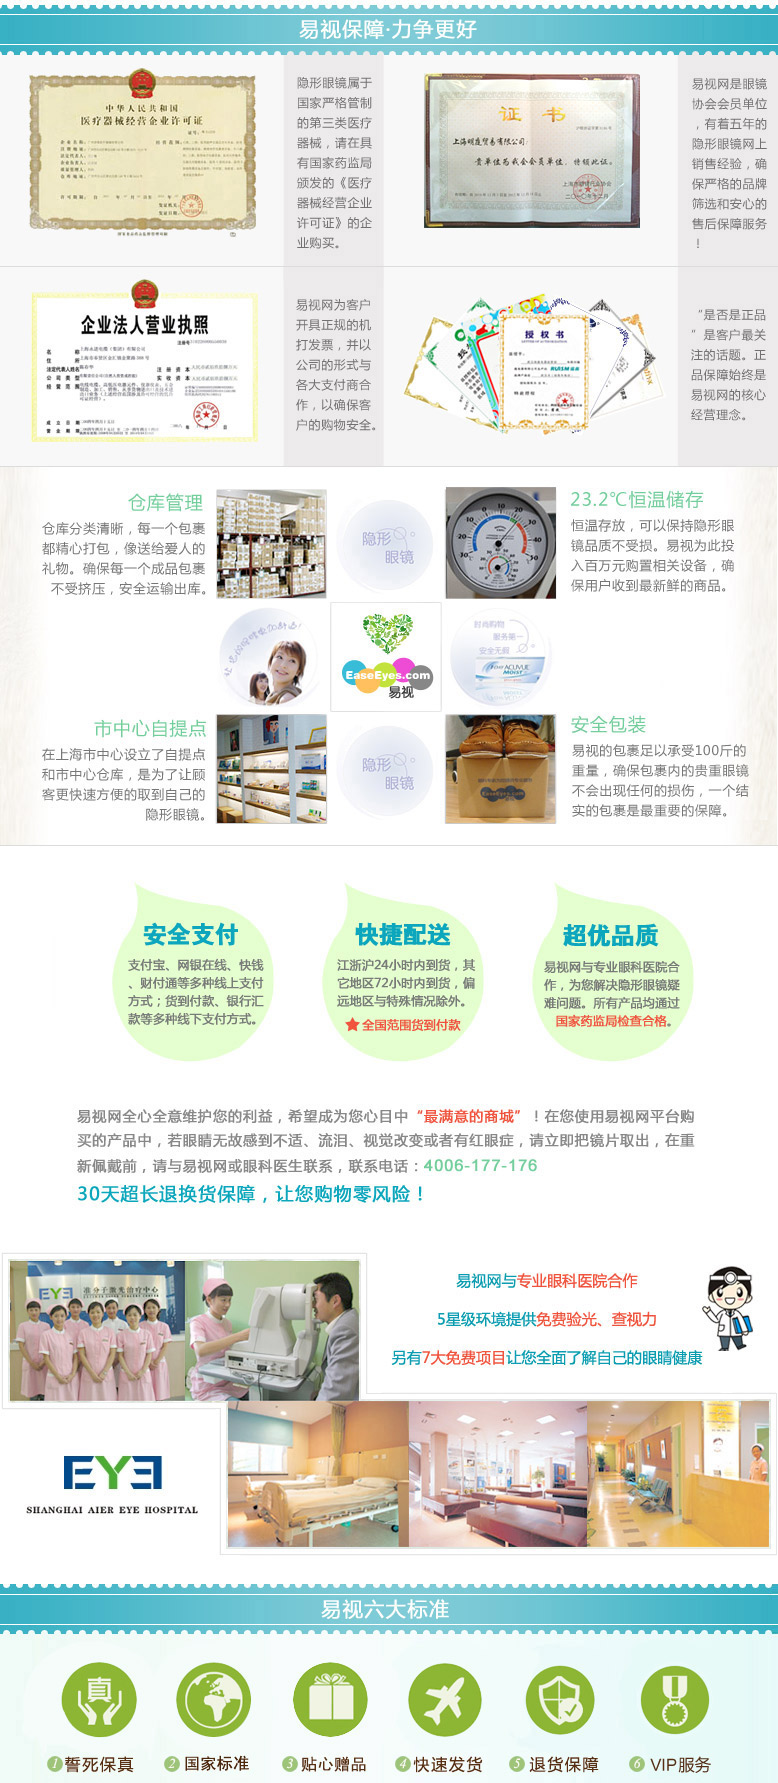 易视保障·力争更好
中华人民共和国
医疗器械经营企业许可证
隐形眼镜属于
国家严格管制
的第三类医疗
器械，请在具
有国家药监局
颁发的《医疗
器械经营企业
许可证》的企
业购买。
证书
贵单位为我会会员单位，特颁此证。
易视网是眼镜
协会会员单位
，有着五年的
隐形眼镜网上
销售经验，确
保严格的品牌
筛选和安心的
售后保障服务
！
企业法人营业执照
易视网为客户
开具正规的机
打发票，并以
公司的形式与
各大支付商合
作，以确保客
户的购物安全。
授权书
“是否是正品
”是客户最关
注的话题。正
品保障始终是
易视网的核心
经营理念。
仓库管理
仓库分类清晰，每一个包裹
都精心打包，像送给爱人的
礼物。确保每一个成品包裹
不受挤压，安全运输出库。
隐形
眼镜
23.2℃恒温储存
恒温存放，可以保持隐形眼
镜品质不受损。易视为此投
入百万元购置相关设备，确
保用户收到最新鲜的商品。
EaseEyes.com
易视
时尚购物
服务第一
安全无瑕
ACUVUE
MOIST
市中心自提点
在上海市中心设立了自提点
和市中心仓库，是为了让顾
客更快速方便的取到自己的
隐形眼镜。
隐形
眼镜
安全包装
易视的包裹足以承受100斤的
重量，确保包裹内的贵重眼镜
不会出现任何的损伤，一个结
实的包裹是最重要的保障。
EaseEyes.com
安全支付
支付宝、网银在线、快钱
、财付通等多种线上支付
方式；货到付款、银行汇
款等多种线下支付方式。
快捷配送
江浙沪24小时内到货，其
它地区72小时内到货，偏
远地区与特殊情况除外。
全国范围货到付款
超优品质
易视网与专业眼科医院合
作，为您解决隐形眼镜疑
难问题。所有产品均通过
国家药监局检查合格。
易视网全心全意维护您的利益，希望成为您心目中“最满意的商城”！在您使用易视网平台购
买的产品中，若眼睛无故感到不适、流泪、视觉改变或者有红眼症，请立即把镜片取出，在重
新佩戴前，请与易视网或眼科医生联系，联系电话：4006-177-176
30天超长退换货保障，让您购物零风险！
EYE 准分子激光治疗中心
易视网与专业眼科医院合作
5星级环境提供免费验光、查视力
另有7大免费项目让您全面了解自己的眼睛健康
EYE
SHANGHAI AIER EYE HOSPITAL
易视六大标准
真
1 誓死保真
2 国家标准
3 贴心赠品
4 快速发货
5 退货保障
6 VIP服务